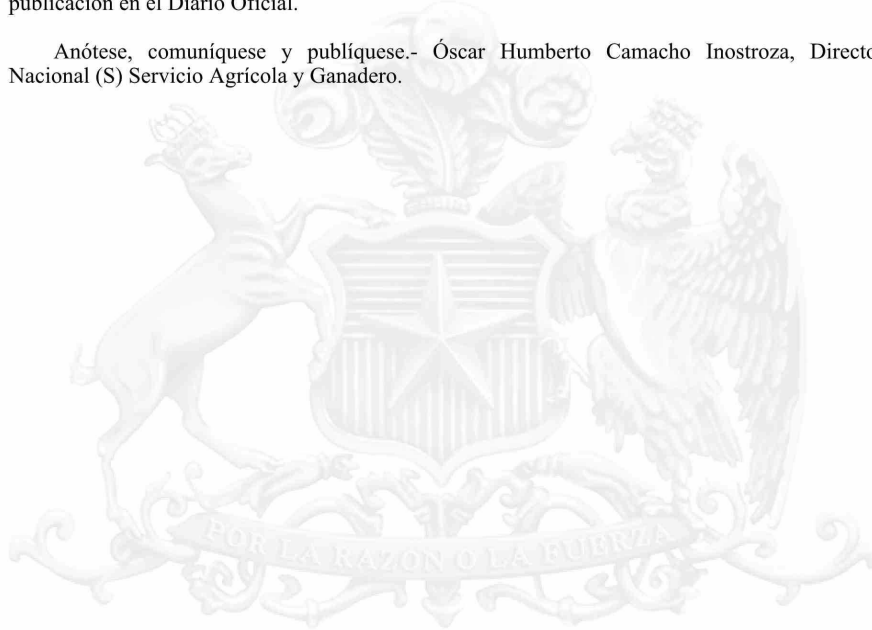 publicación en el Diario Oficial.
Anótese, comuníquese y publíquese.- Óscar Humberto Camacho Inostroza, Directo
Nacional (S) Servicio Agrícola y Ganadero.
POR LA RAZÓN O LA FUERZA